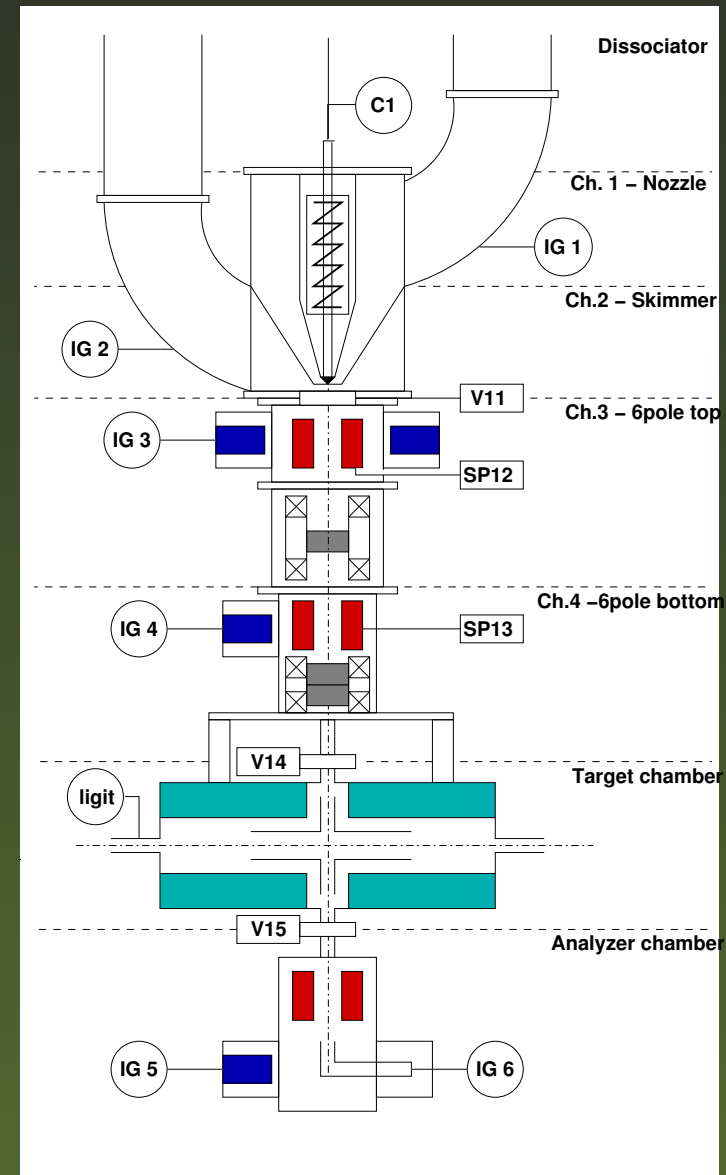 Dissociator
C1
Ch. 1 − Nozzle
IG 1
Ch.2 − Skimmer
IG 2
V11
Ch.3 − 6pole top
IG 3
SP12
Ch.4 −6pole bottom
IG 4
SP13
V14
Target chamber
ligit
V15
Analyzer chamber
IG 5
IG 6